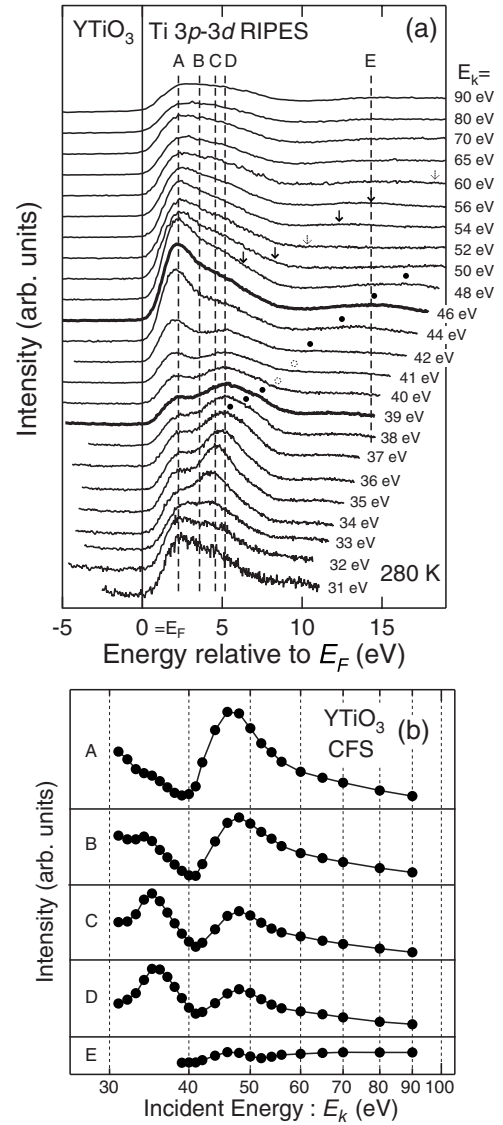 YTiO3 Ti 3p-3d RIPES (a)
A B C D E Ek=
90 eV
80 eV
70 eV
65 eV
60 eV
56 eV
54 eV
52 eV
50 eV
48 eV
46 eV
44 eV
42 eV
41 eV
40 eV
39 eV
38 eV
37 eV
36 eV
35 eV
34 eV
33 eV
32 eV
31 eV
280 K
Intensity (arb. units)
-5 0 =EF 5 10 15
Energy relative to EF (eV)
YTiO3 (b)
CFS
A
B
C
D
E
Intensity (arb. units)
30 40 50 60 70 80 90 100
Incident Energy : Ek (eV)